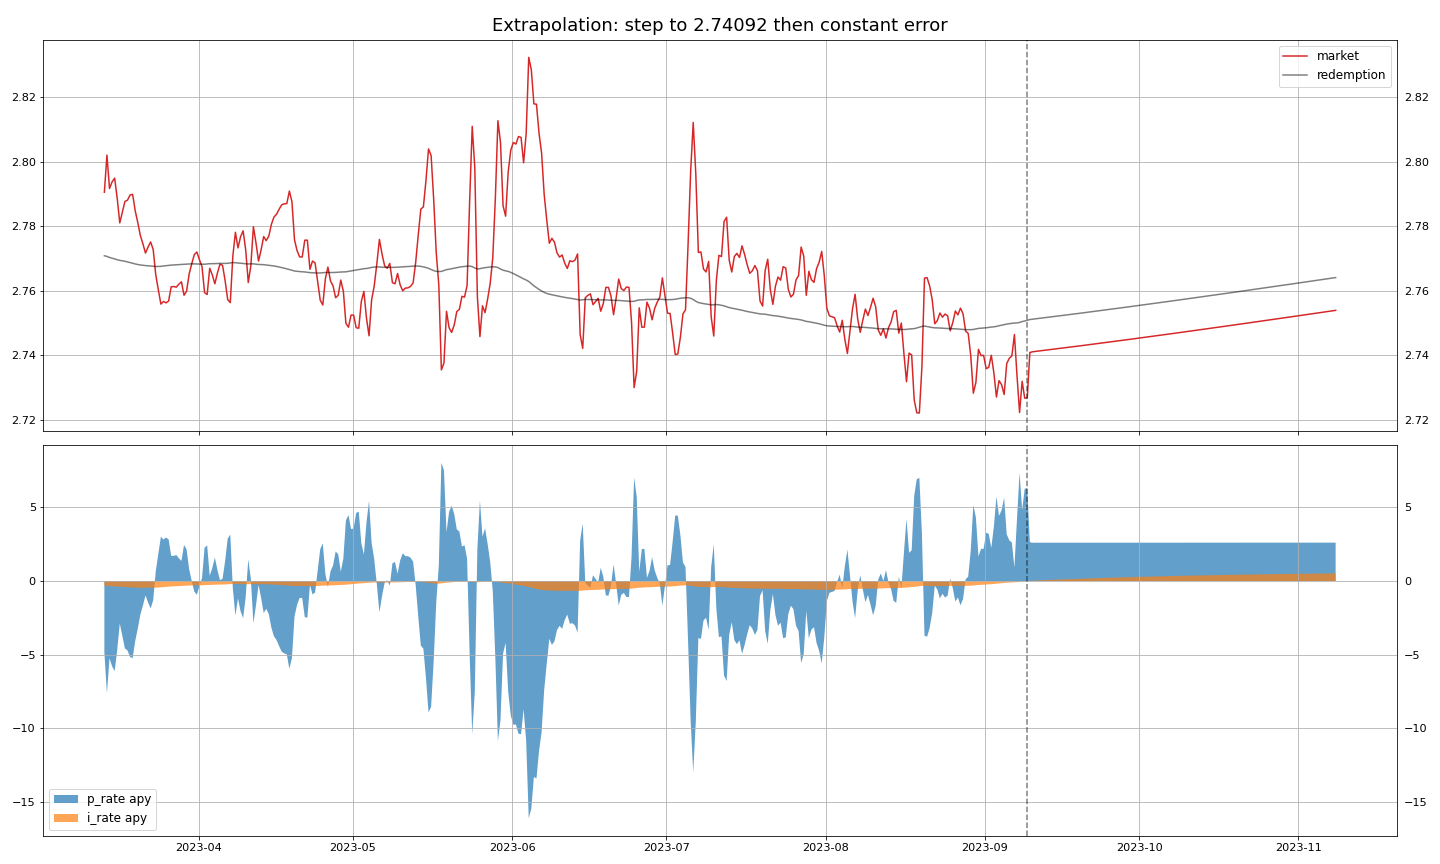 Extrapolation: step to 2.74092 then constant error
market
redemption
2.82 2.82
2.80 2.80
2.78 2.78
2.76 2.76
2.74 2.74
2.72 2.72
5 5
0 0
−5 −5
−10 −10
−15 −15
p_rate apy
i_rate apy
2023-04 2023-05 2023-06 2023-07 2023-08 2023-09 2023-10 2023-11